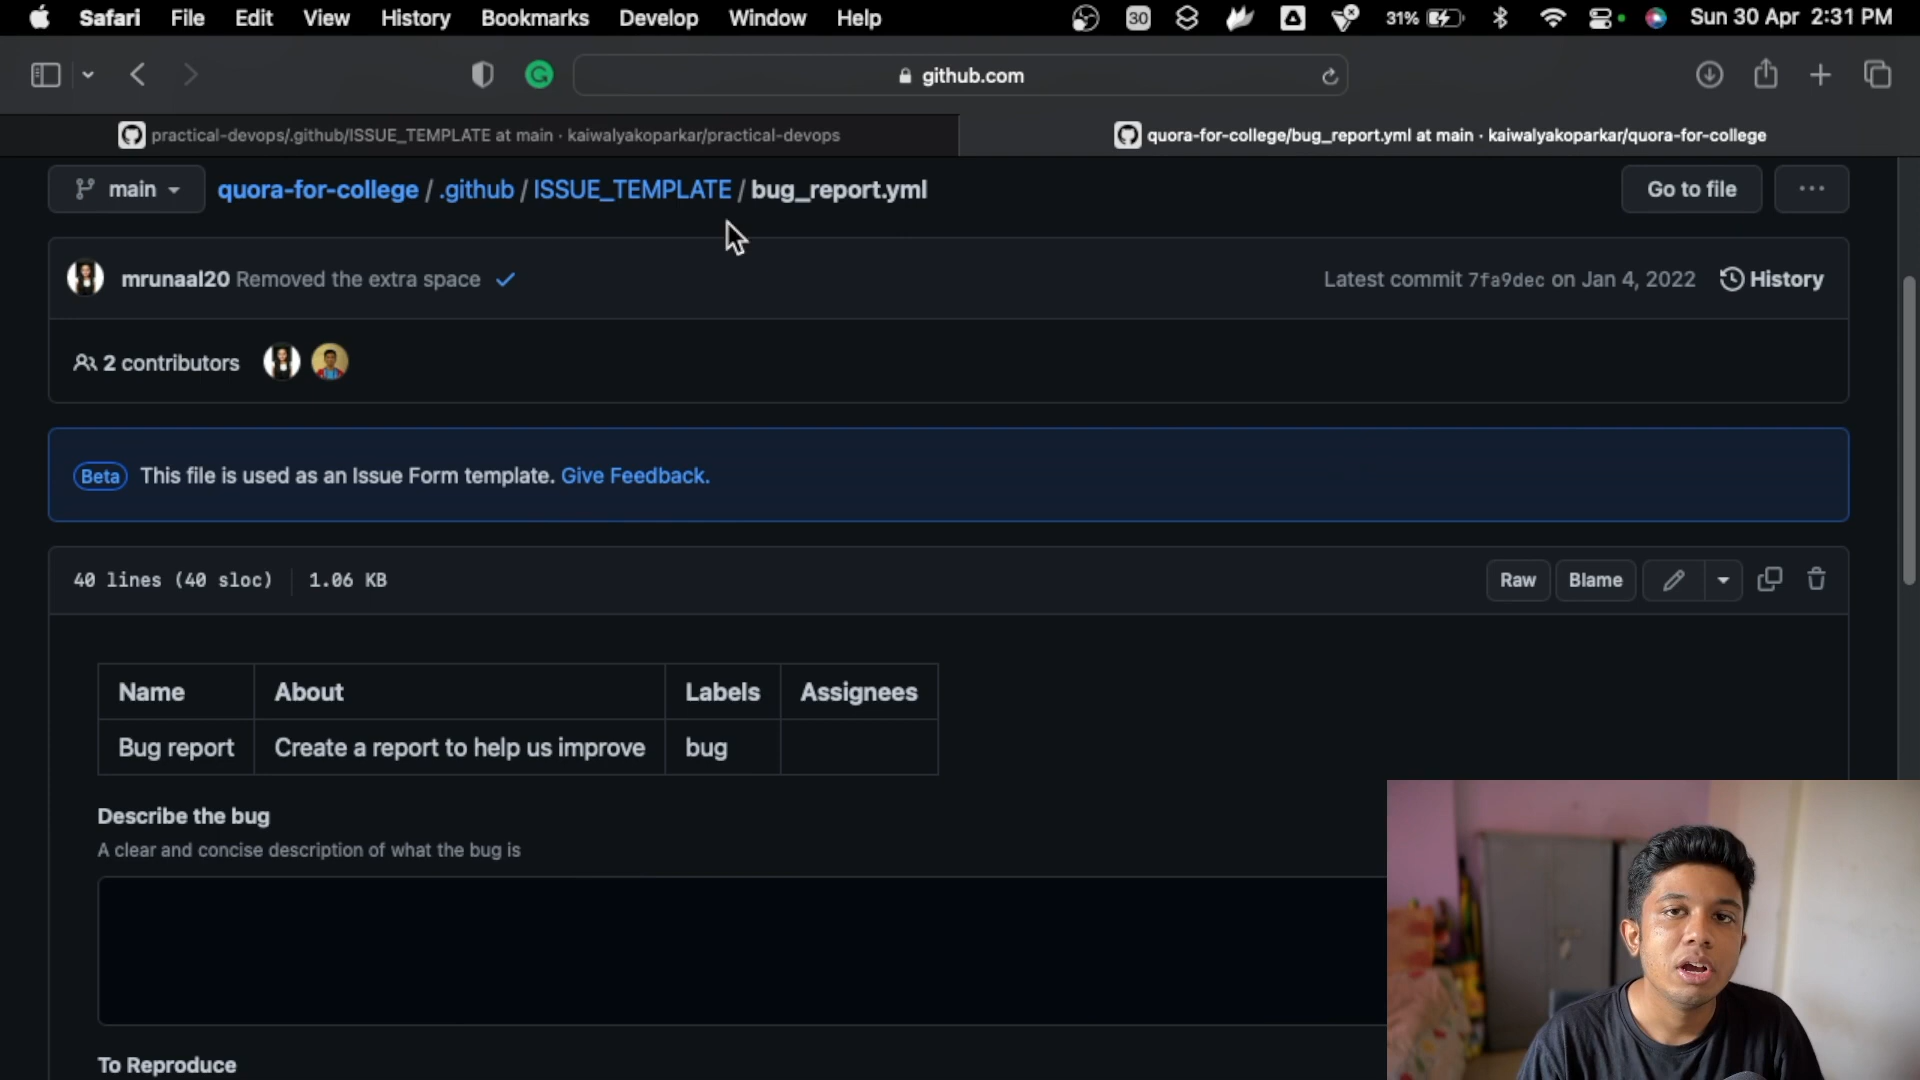 Safari File Edit View History Bookmarks Develop Window Help 30 31% Sun 30 Apr 2:31 PM
github.com
practical-devops/.github/ISSUE_TEMPLATE at main · kaiwalyakoparkar/practical-devops
quora-for-college/bug_report.yml at main · kaiwalyakoparkar/quora-for-college
main quora-for-college / .github / ISSUE_TEMPLATE / bug_report.yml Go to file ...
mrunaal20 Removed the extra space Latest commit 7fa9dec on Jan 4, 2022 History
2 contributors
Beta This file is used as an Issue Form template. Give Feedback.
40 lines (40 sloc) 1.06 KB Raw Blame
Name About Labels Assignees
Bug report Create a report to help us improve bug
Describe the bug
A clear and concise description of what the bug is
To Reproduce